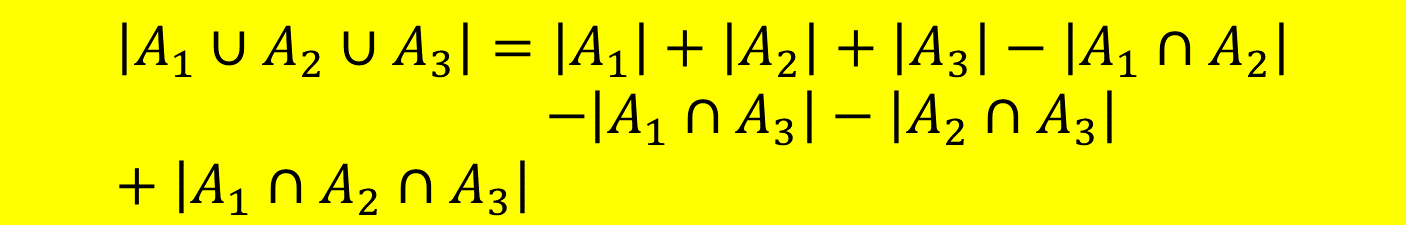 |A₁ ∪ A₂ ∪ A₃| = |A₁| + |A₂| + |A₃| − |A₁ ∩ A₂|
−|A₁ ∩ A₃| − |A₂ ∩ A₃|
+ |A₁ ∩ A₂ ∩ A₃|